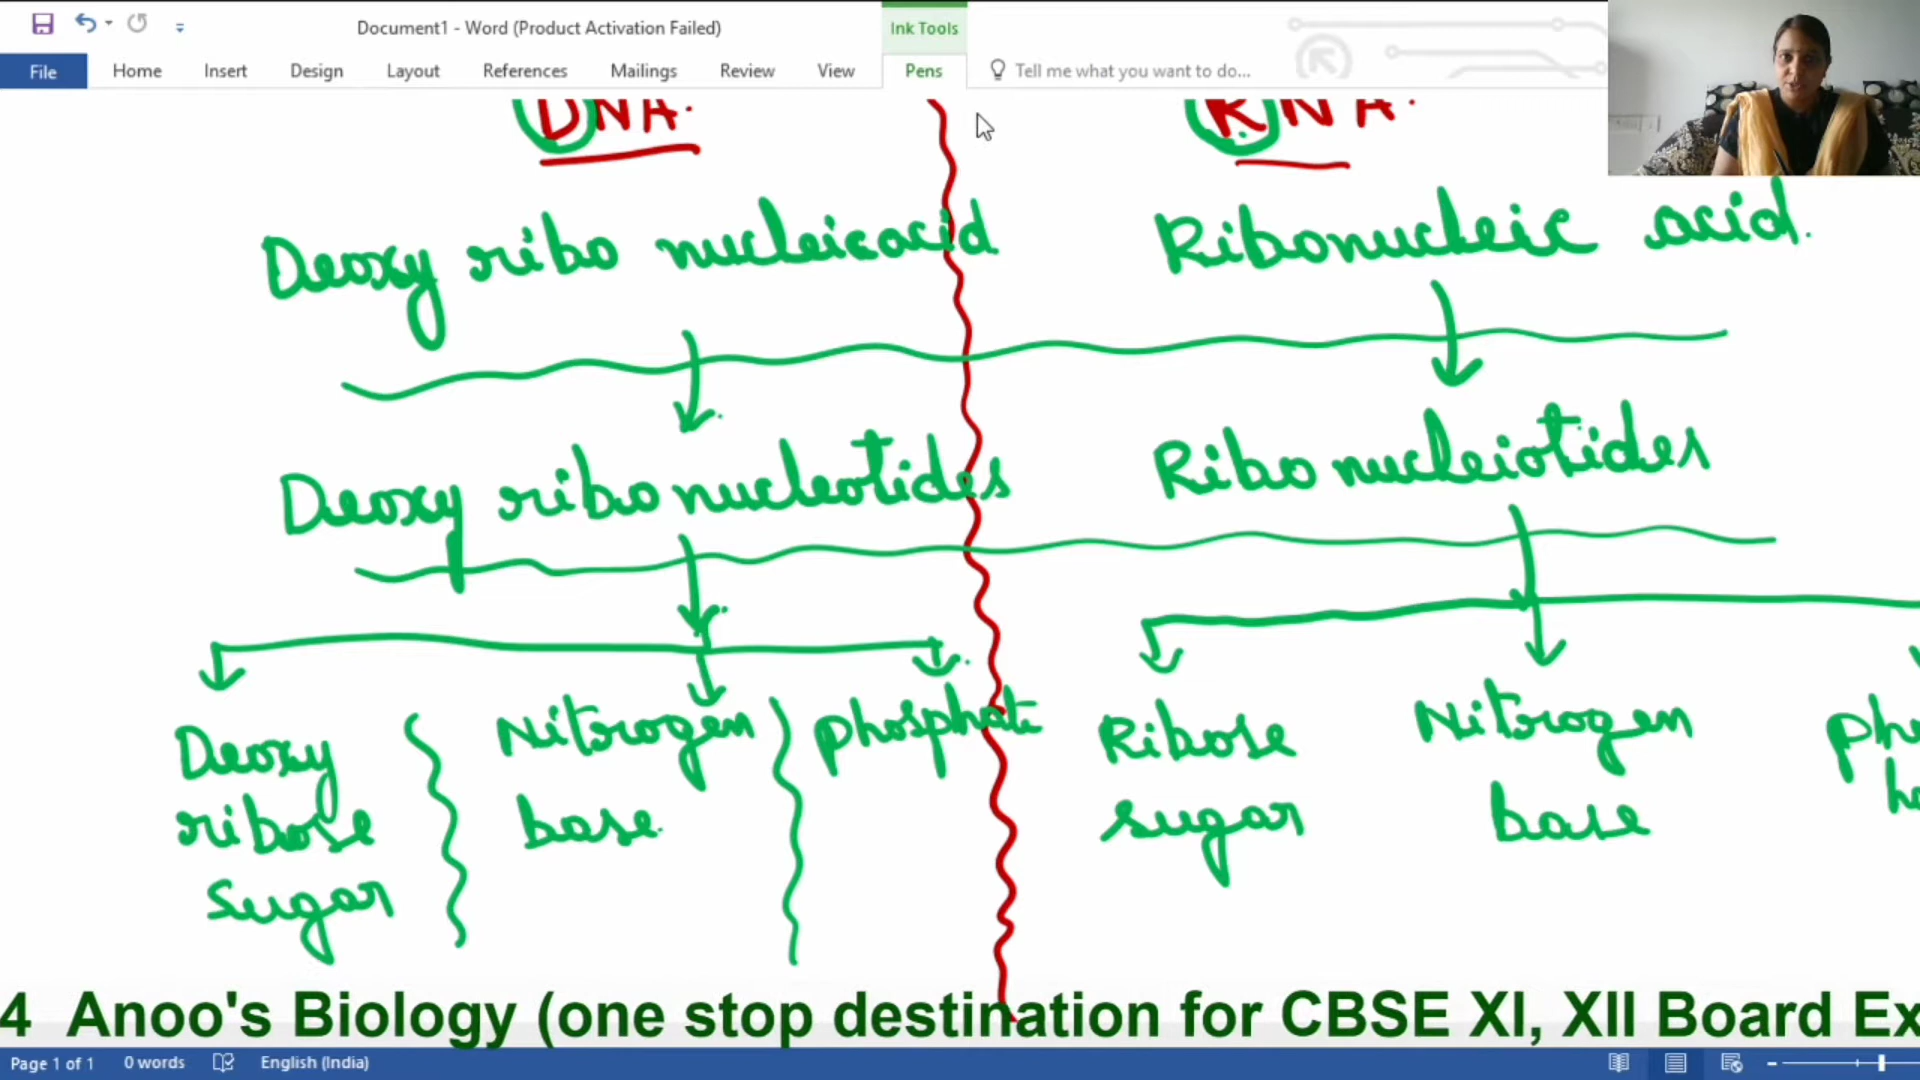 Document1 - Word (Product Activation Failed)
Ink Tools
File Home Insert Design Layout References Mailings Review View Pens Tell me what you want to do...
DNA.
RNA.
Deoxy ribo nucleicacid
Ribonucleic acid.
Deoxy ribo nucleotides
Ribo nucleiotides
Deoxy
ribose
sugar
Nitrogen
base.
phosphate
Ribose
sugar
Nitrogen
base
4 Anoo's Biology (one stop destination for CBSE XI, XII Board Ex
Page 1 of 1 0 words English (India)